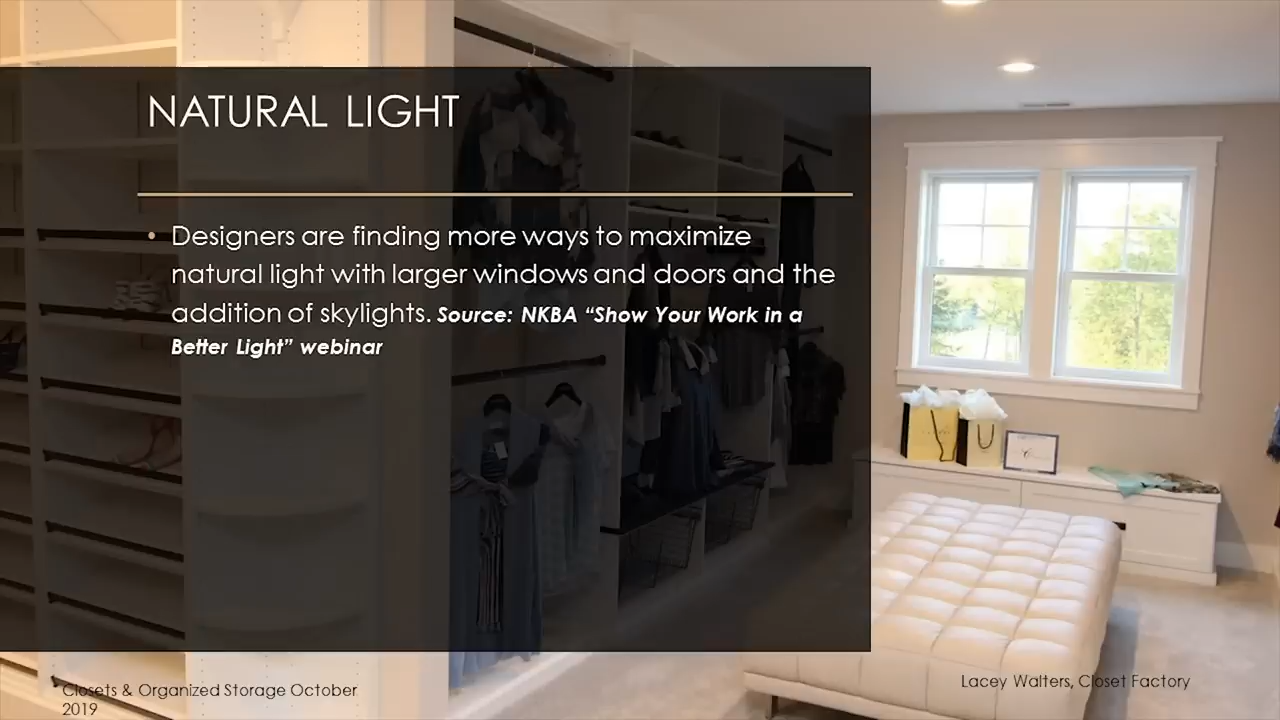 NATURAL LIGHT
• Designers are finding more ways to maximize
natural light with larger windows and doors and the
addition of skylights. Source: NKBA “Show Your Work in a
Better Light” webinar
Closets & Organized Storage October
2019
Lacey Walters, Closet Factory